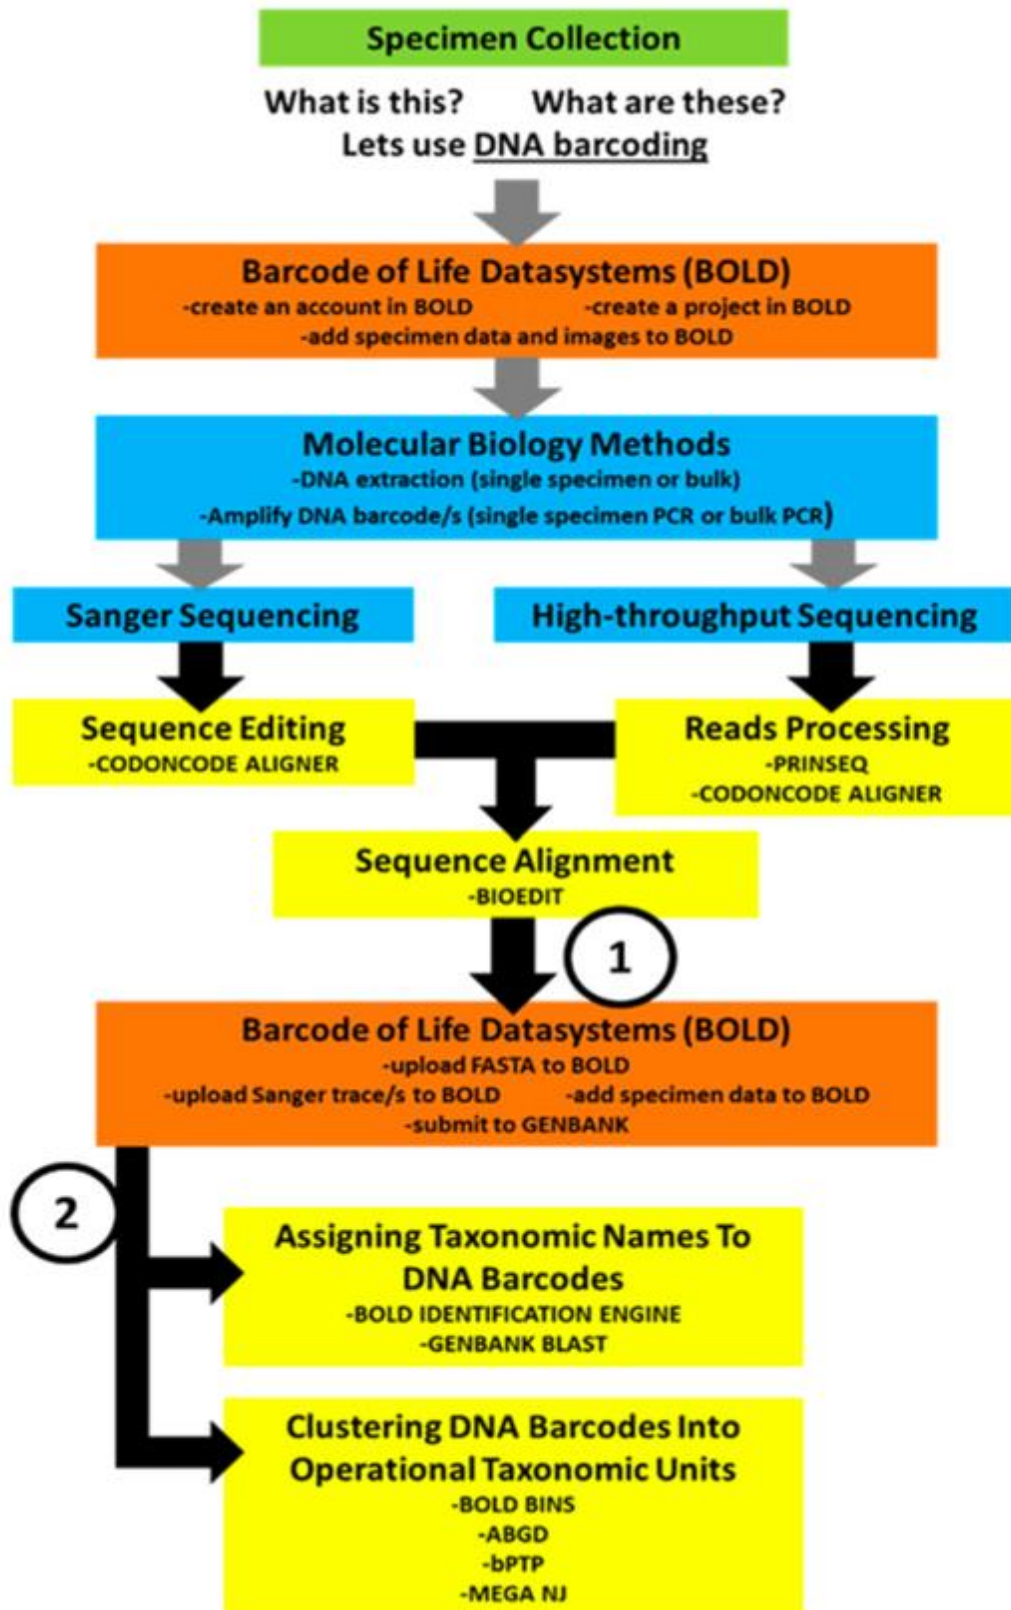 Specimen Collection
What is this? What are these?
Lets use DNA barcoding
Barcode of Life Datasystems (BOLD)
-create an account in BOLD -create a project in BOLD
-add specimen data and images to BOLD
Molecular Biology Methods
-DNA extraction (single specimen or bulk)
-Amplify DNA barcode/s (single specimen PCR or bulk PCR)
Sanger Sequencing
High-throughput Sequencing
Sequence Editing
-CODONCODE ALIGNER
Reads Processing
-PRINSEQ
-CODONCODE ALIGNER
Sequence Alignment
-BIOEDIT
1
Barcode of Life Datasystems (BOLD)
-upload FASTA to BOLD
-upload Sanger trace/s to BOLD -add specimen data to BOLD
-submit to GENBANK
2
Assigning Taxonomic Names To
DNA Barcodes
-BOLD IDENTIFICATION ENGINE
-GENBANK BLAST
Clustering DNA Barcodes Into
Operational Taxonomic Units
-BOLD BINS
-ABGD
-bPTP
-MEGA NJ